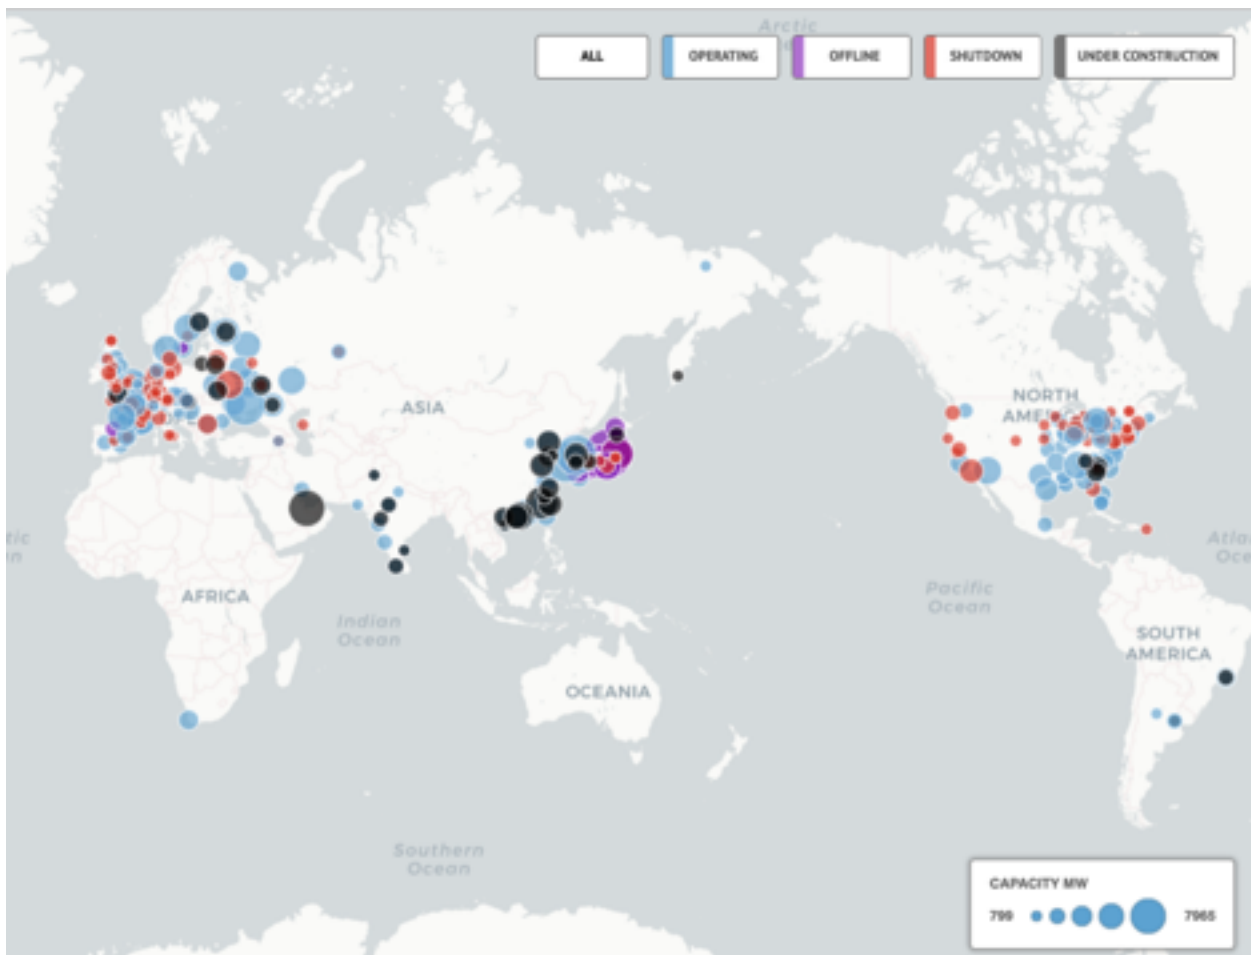 Arctic
ALL
OPERATING
OFFLINE
SHUTDOWN
UNDER CONSTRUCTION
ASIA
NORTH
AFRICA
Indian
Ocean
OCEANIA
Pacific
Ocean
SOUTH
AMERICA
Southern
Ocean
CAPACITY MW
799
7965